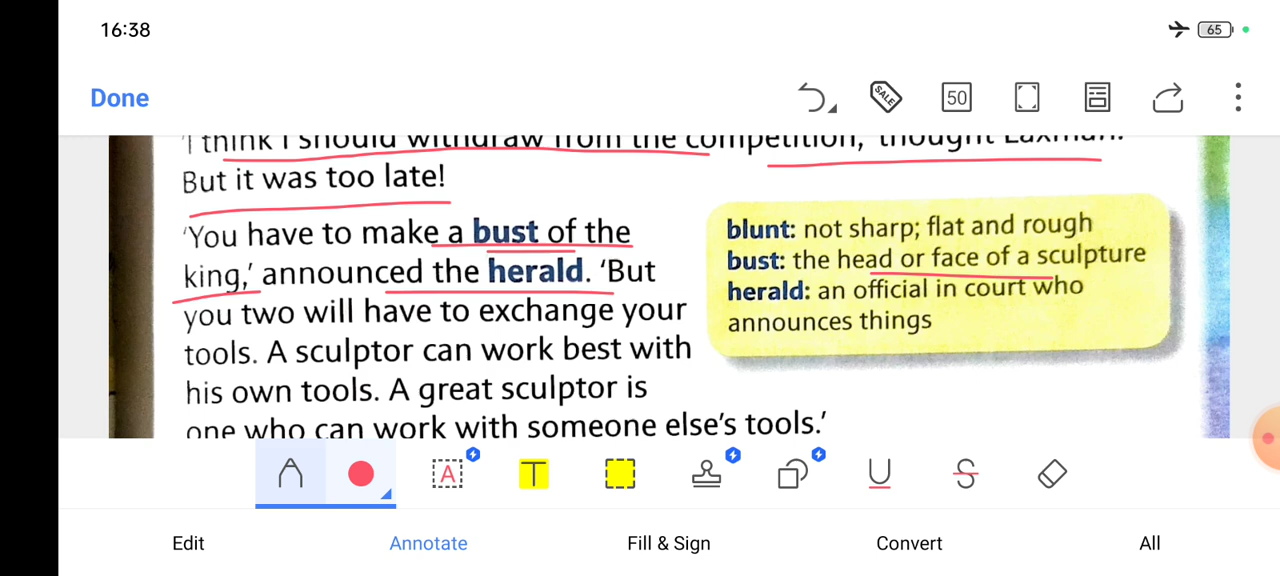 16:38
65
Done
SALE
50
'I think I should withdraw from the competition,' thought Laxman.
But it was too late!
'You have to make a bust of the
king,' announced the herald. 'But
you two will have to exchange your
tools. A sculptor can work best with
his own tools. A great sculptor is
one who can work with someone else's tools.'
blunt: not sharp; flat and rough
bust: the head or face of a sculpture
herald: an official in court who
announces things
A
T
U
S
Edit
Annotate
Fill & Sign
Convert
All